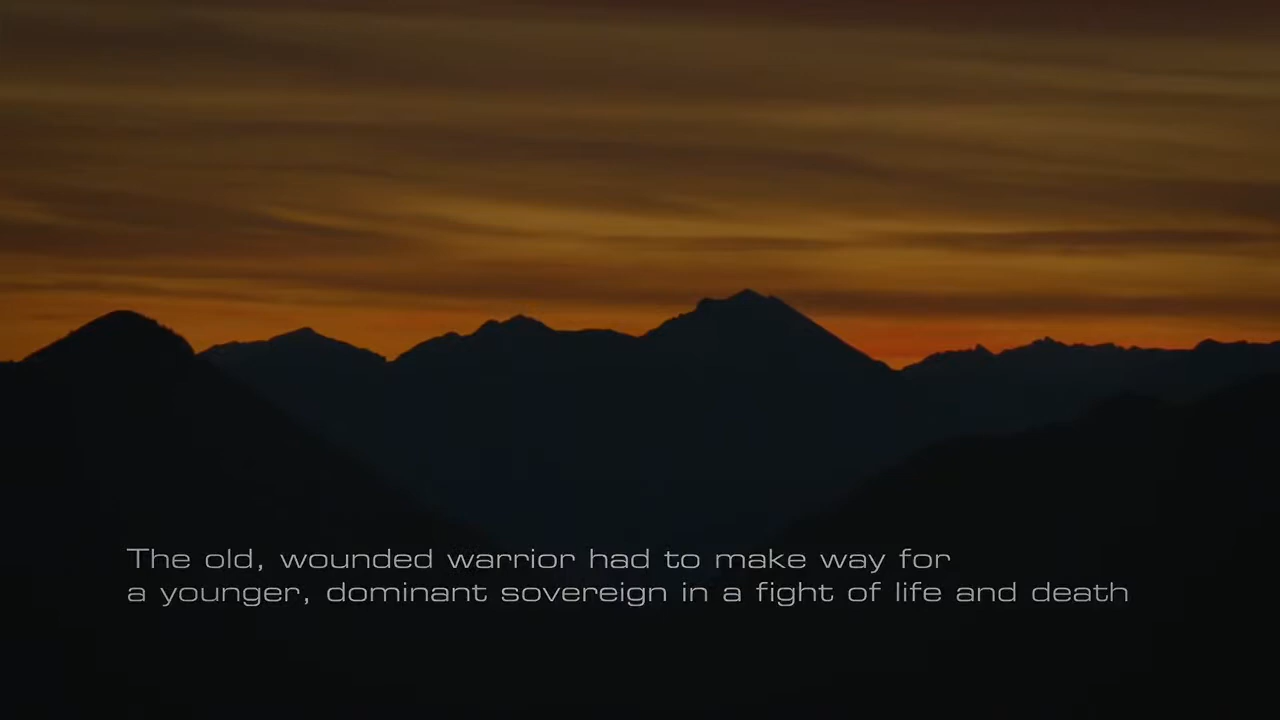 The old, wounded warrior had to make way for
a younger, dominant sovereign in a fight of life and death